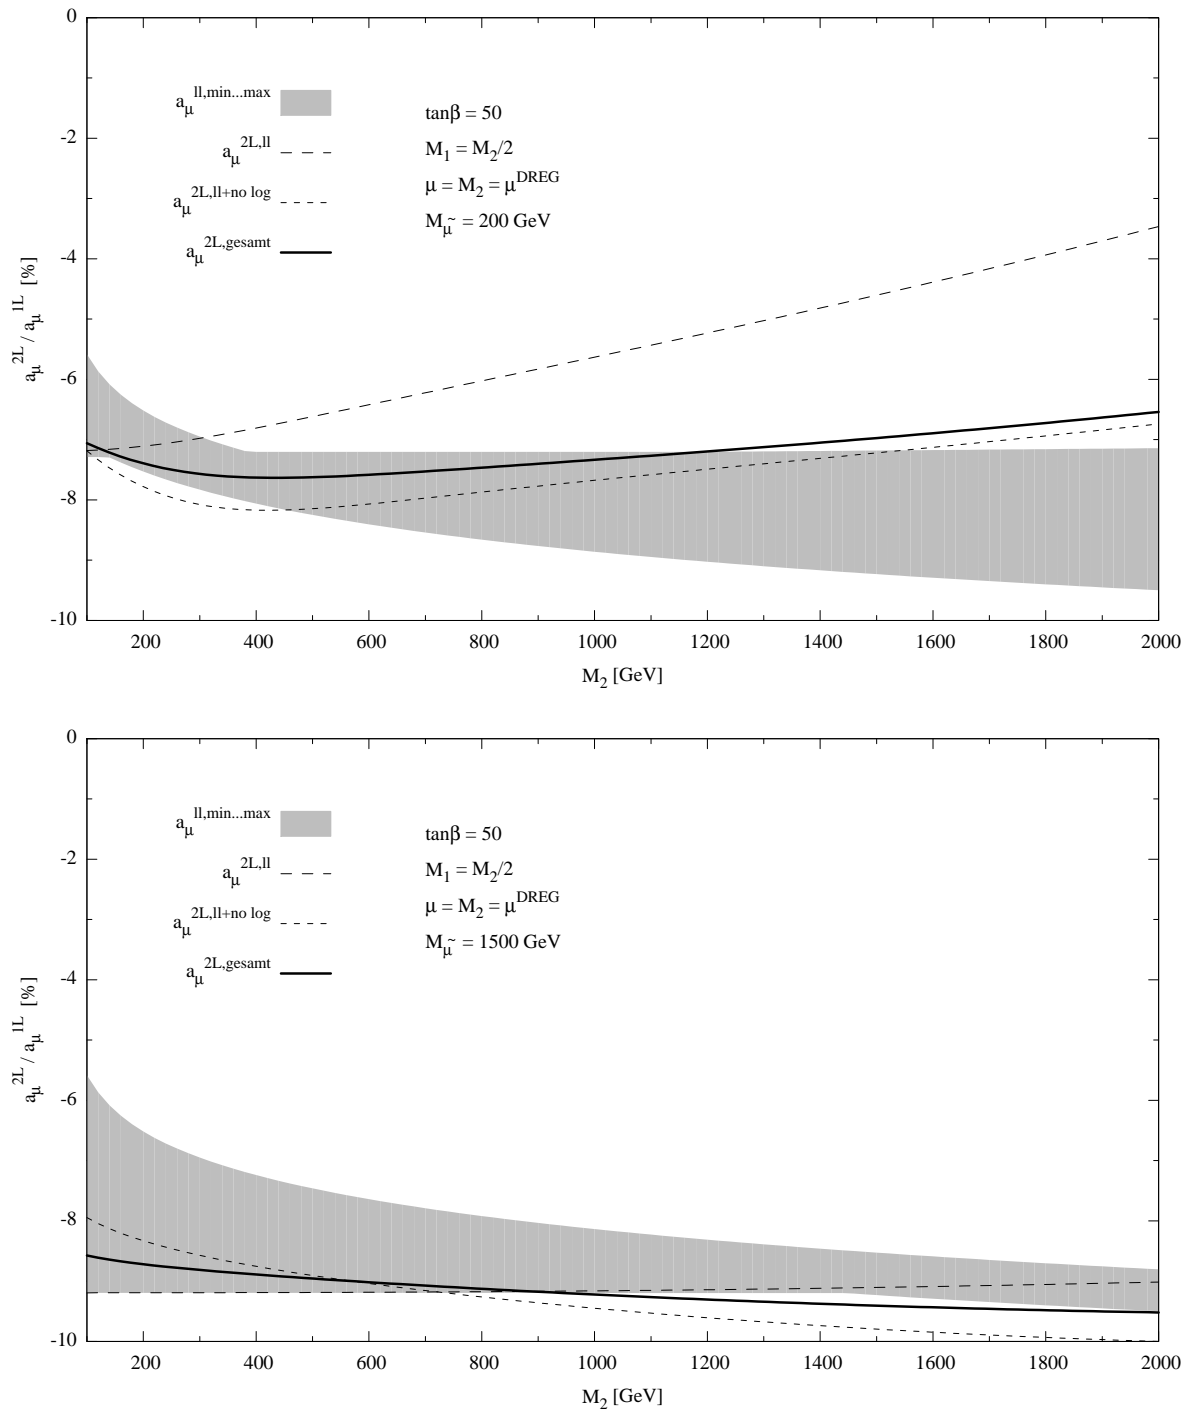 0
-2
-4
-6
-8
-10
a_μ^2L / a_μ^1L [%]
a_μ^ll,min...max
a_μ^2L,ll
a_μ^2L,ll+no log
a_μ^2L,gesamt
tanβ = 50
M_1 = M_2/2
μ = M_2 = μ^DREG
M_μ̃ = 200 GeV
200 400 600 800 1000 1200 1400 1600 1800 2000
M_2 [GeV]
0
-2
-4
-6
-8
-10
a_μ^2L / a_μ^1L [%]
a_μ^ll,min...max
a_μ^2L,ll
a_μ^2L,ll+no log
a_μ^2L,gesamt
tanβ = 50
M_1 = M_2/2
μ = M_2 = μ^DREG
M_μ̃ = 1500 GeV
200 400 600 800 1000 1200 1400 1600 1800 2000
M_2 [GeV]